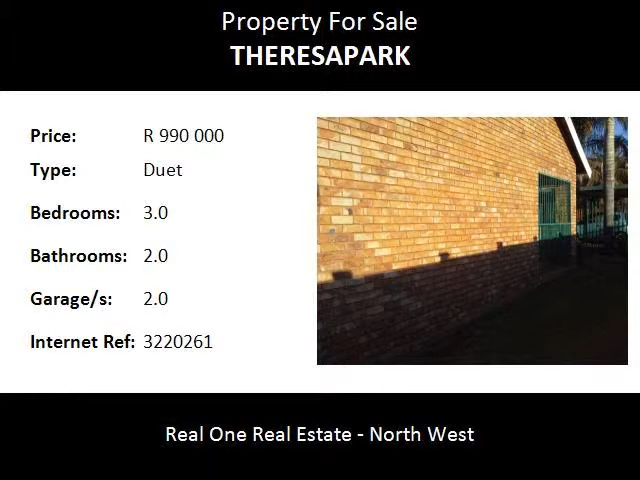 Property For Sale
THERESAPARK
Price: R 990 000
Type: Duet
Bedrooms: 3.0
Bathrooms: 2.0
Garage/s: 2.0
Internet Ref: 3220261
Real One Real Estate - North West